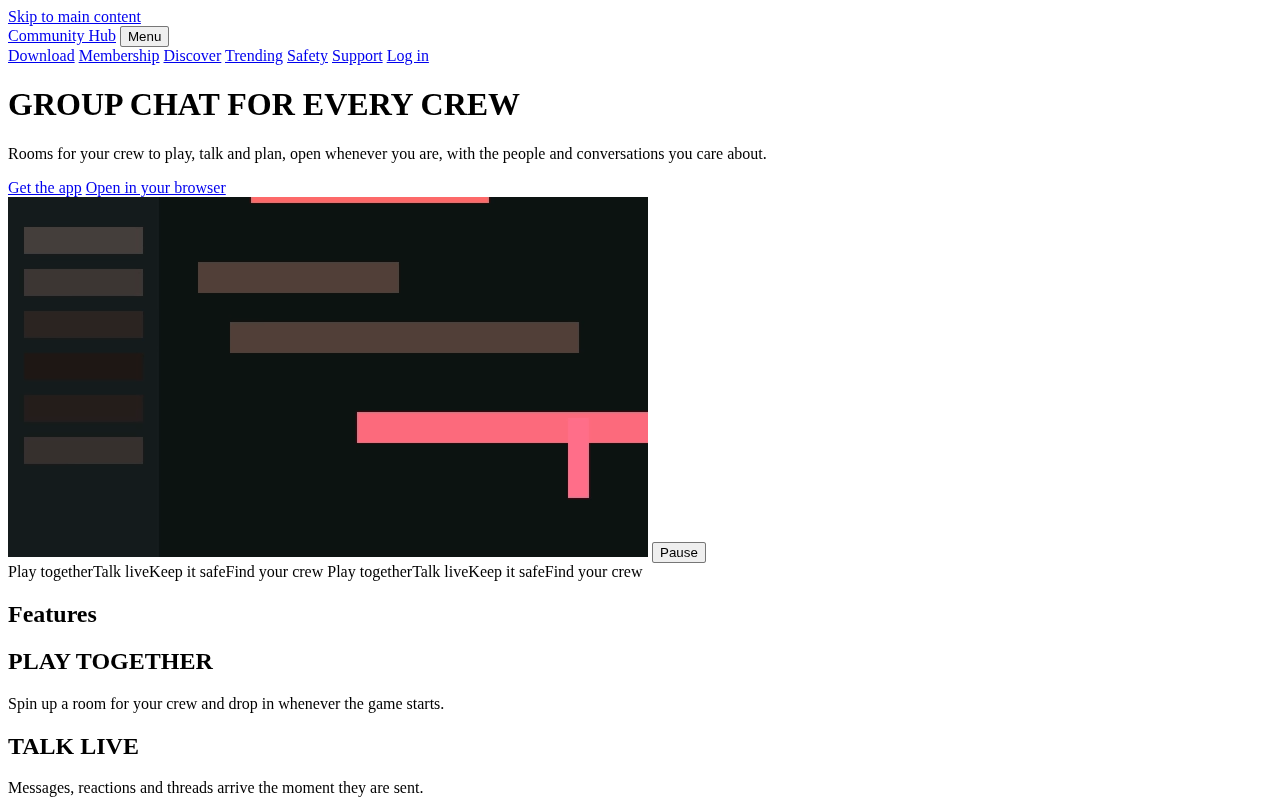 Skip to main content
Community Hub Menu
Download Membership Discover Trending Safety Support Log in
GROUP CHAT FOR EVERY CREW
Rooms for your crew to play, talk and plan, open whenever you are, with the people and conversations you care about.
Get the app Open in your browser
Pause
Play togetherTalk liveKeep it safeFind your crew Play togetherTalk liveKeep it safeFind your crew
Features
PLAY TOGETHER
Spin up a room for your crew and drop in whenever the game starts.
TALK LIVE
Messages, reactions and threads arrive the moment they are sent.